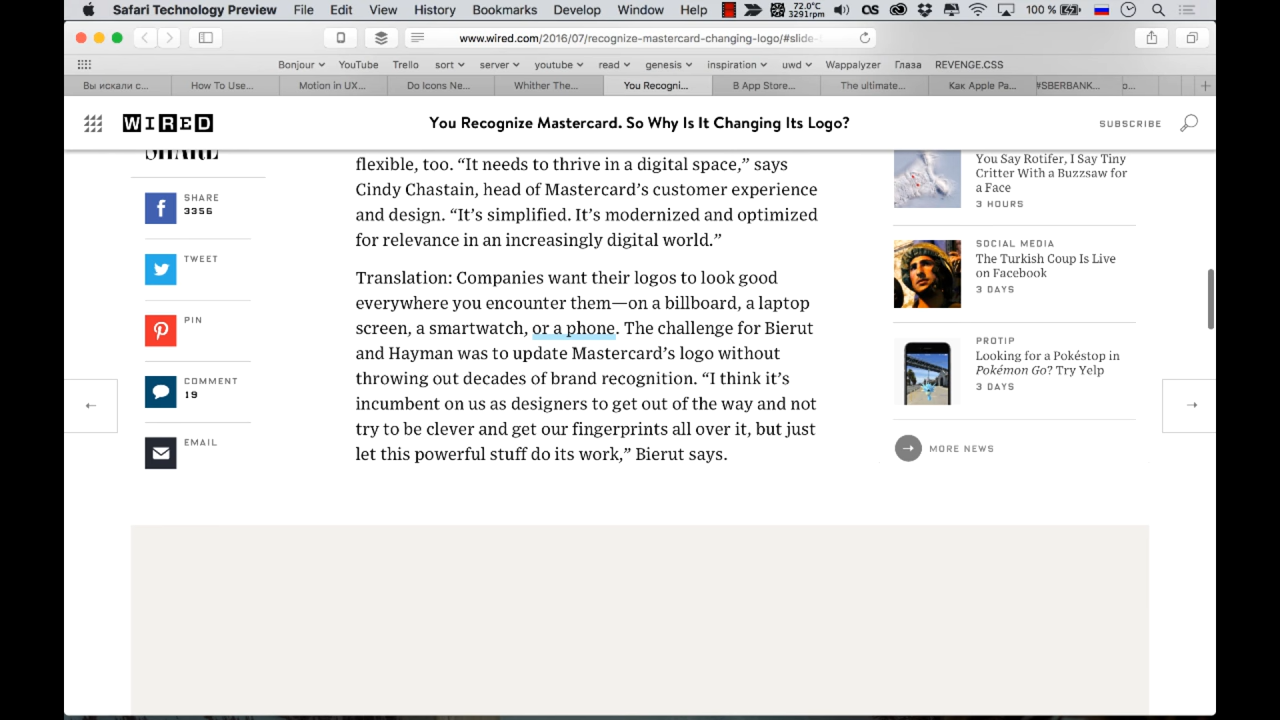 Safari Technology Preview File Edit View History Bookmarks Develop Window Help 72.0°C 3291rpm 100 %
www.wired.com/2016/07/recognize-mastercard-changing-logo/#slide-
Bonjour YouTube Trello sort server youtube read genesis inspiration uwd Wappalyzer Глаза REVENGE.CSS
Вы искали с... How To Use... Motion in UX... Do Icons Ne... Whither The... You Recogni... В App Store... The ultimate... Как Apple Pa... #SBERBANK...
WIRED
You Recognize Mastercard. So Why Is It Changing Its Logo?
SUBSCRIBE
SHARE
SHARE
3356
TWEET
PIN
COMMENT
19
EMAIL
flexible, too. “It needs to thrive in a digital space,” says
Cindy Chastain, head of Mastercard’s customer experience
and design. “It’s simplified. It’s modernized and optimized
for relevance in an increasingly digital world.”
Translation: Companies want their logos to look good
everywhere you encounter them—on a billboard, a laptop
screen, a smartwatch, or a phone. The challenge for Bierut
and Hayman was to update Mastercard’s logo without
throwing out decades of brand recognition. “I think it’s
incumbent on us as designers to get out of the way and not
try to be clever and get our fingerprints all over it, but just
let this powerful stuff do its work,” Bierut says.
You Say Rotifer, I Say Tiny
Critter With a Buzzsaw for
a Face
3 HOURS
SOCIAL MEDIA
The Turkish Coup Is Live
on Facebook
3 DAYS
PROTIP
Looking for a Pokéstop in
Pokémon Go? Try Yelp
3 DAYS
MORE NEWS